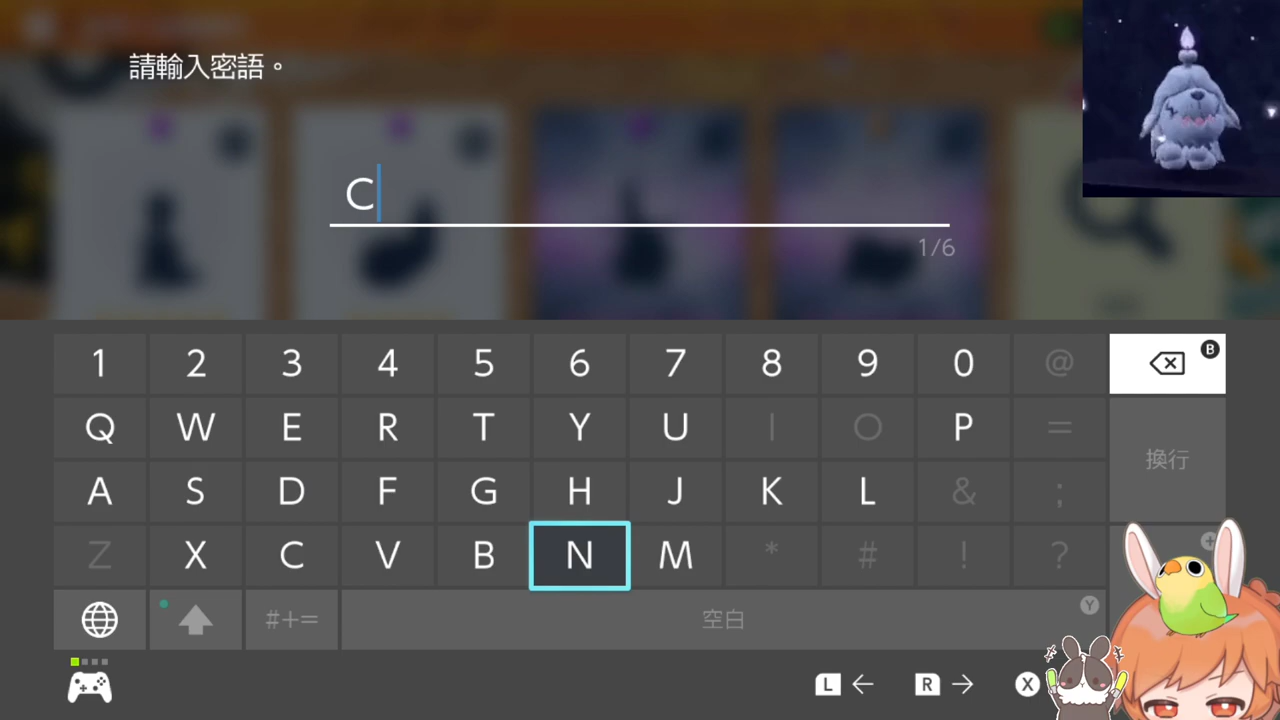 請輸入密語。
C
1/6
1 2 3 4 5 6 7 8 9 0 @
B
Q W E R T Y U I O P =
換行
A S D F G H J K L & ;
Z X C V B N M * # ! ?
+
#+= 空白 Y
L ← R → X